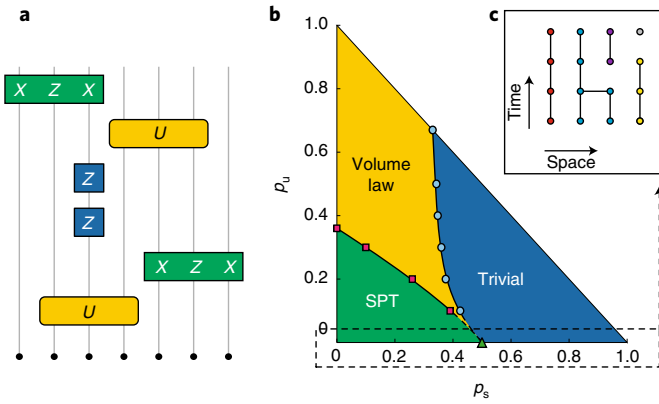 a
X Z X
U
Z
Z
X Z X
U
b
1.0
0.8
0.6
0.4
0.2
0
p_u
Volume
law
SPT
Trivial
0 0.2 0.4 0.6 0.8 1.0
p_s
c
Time
Space